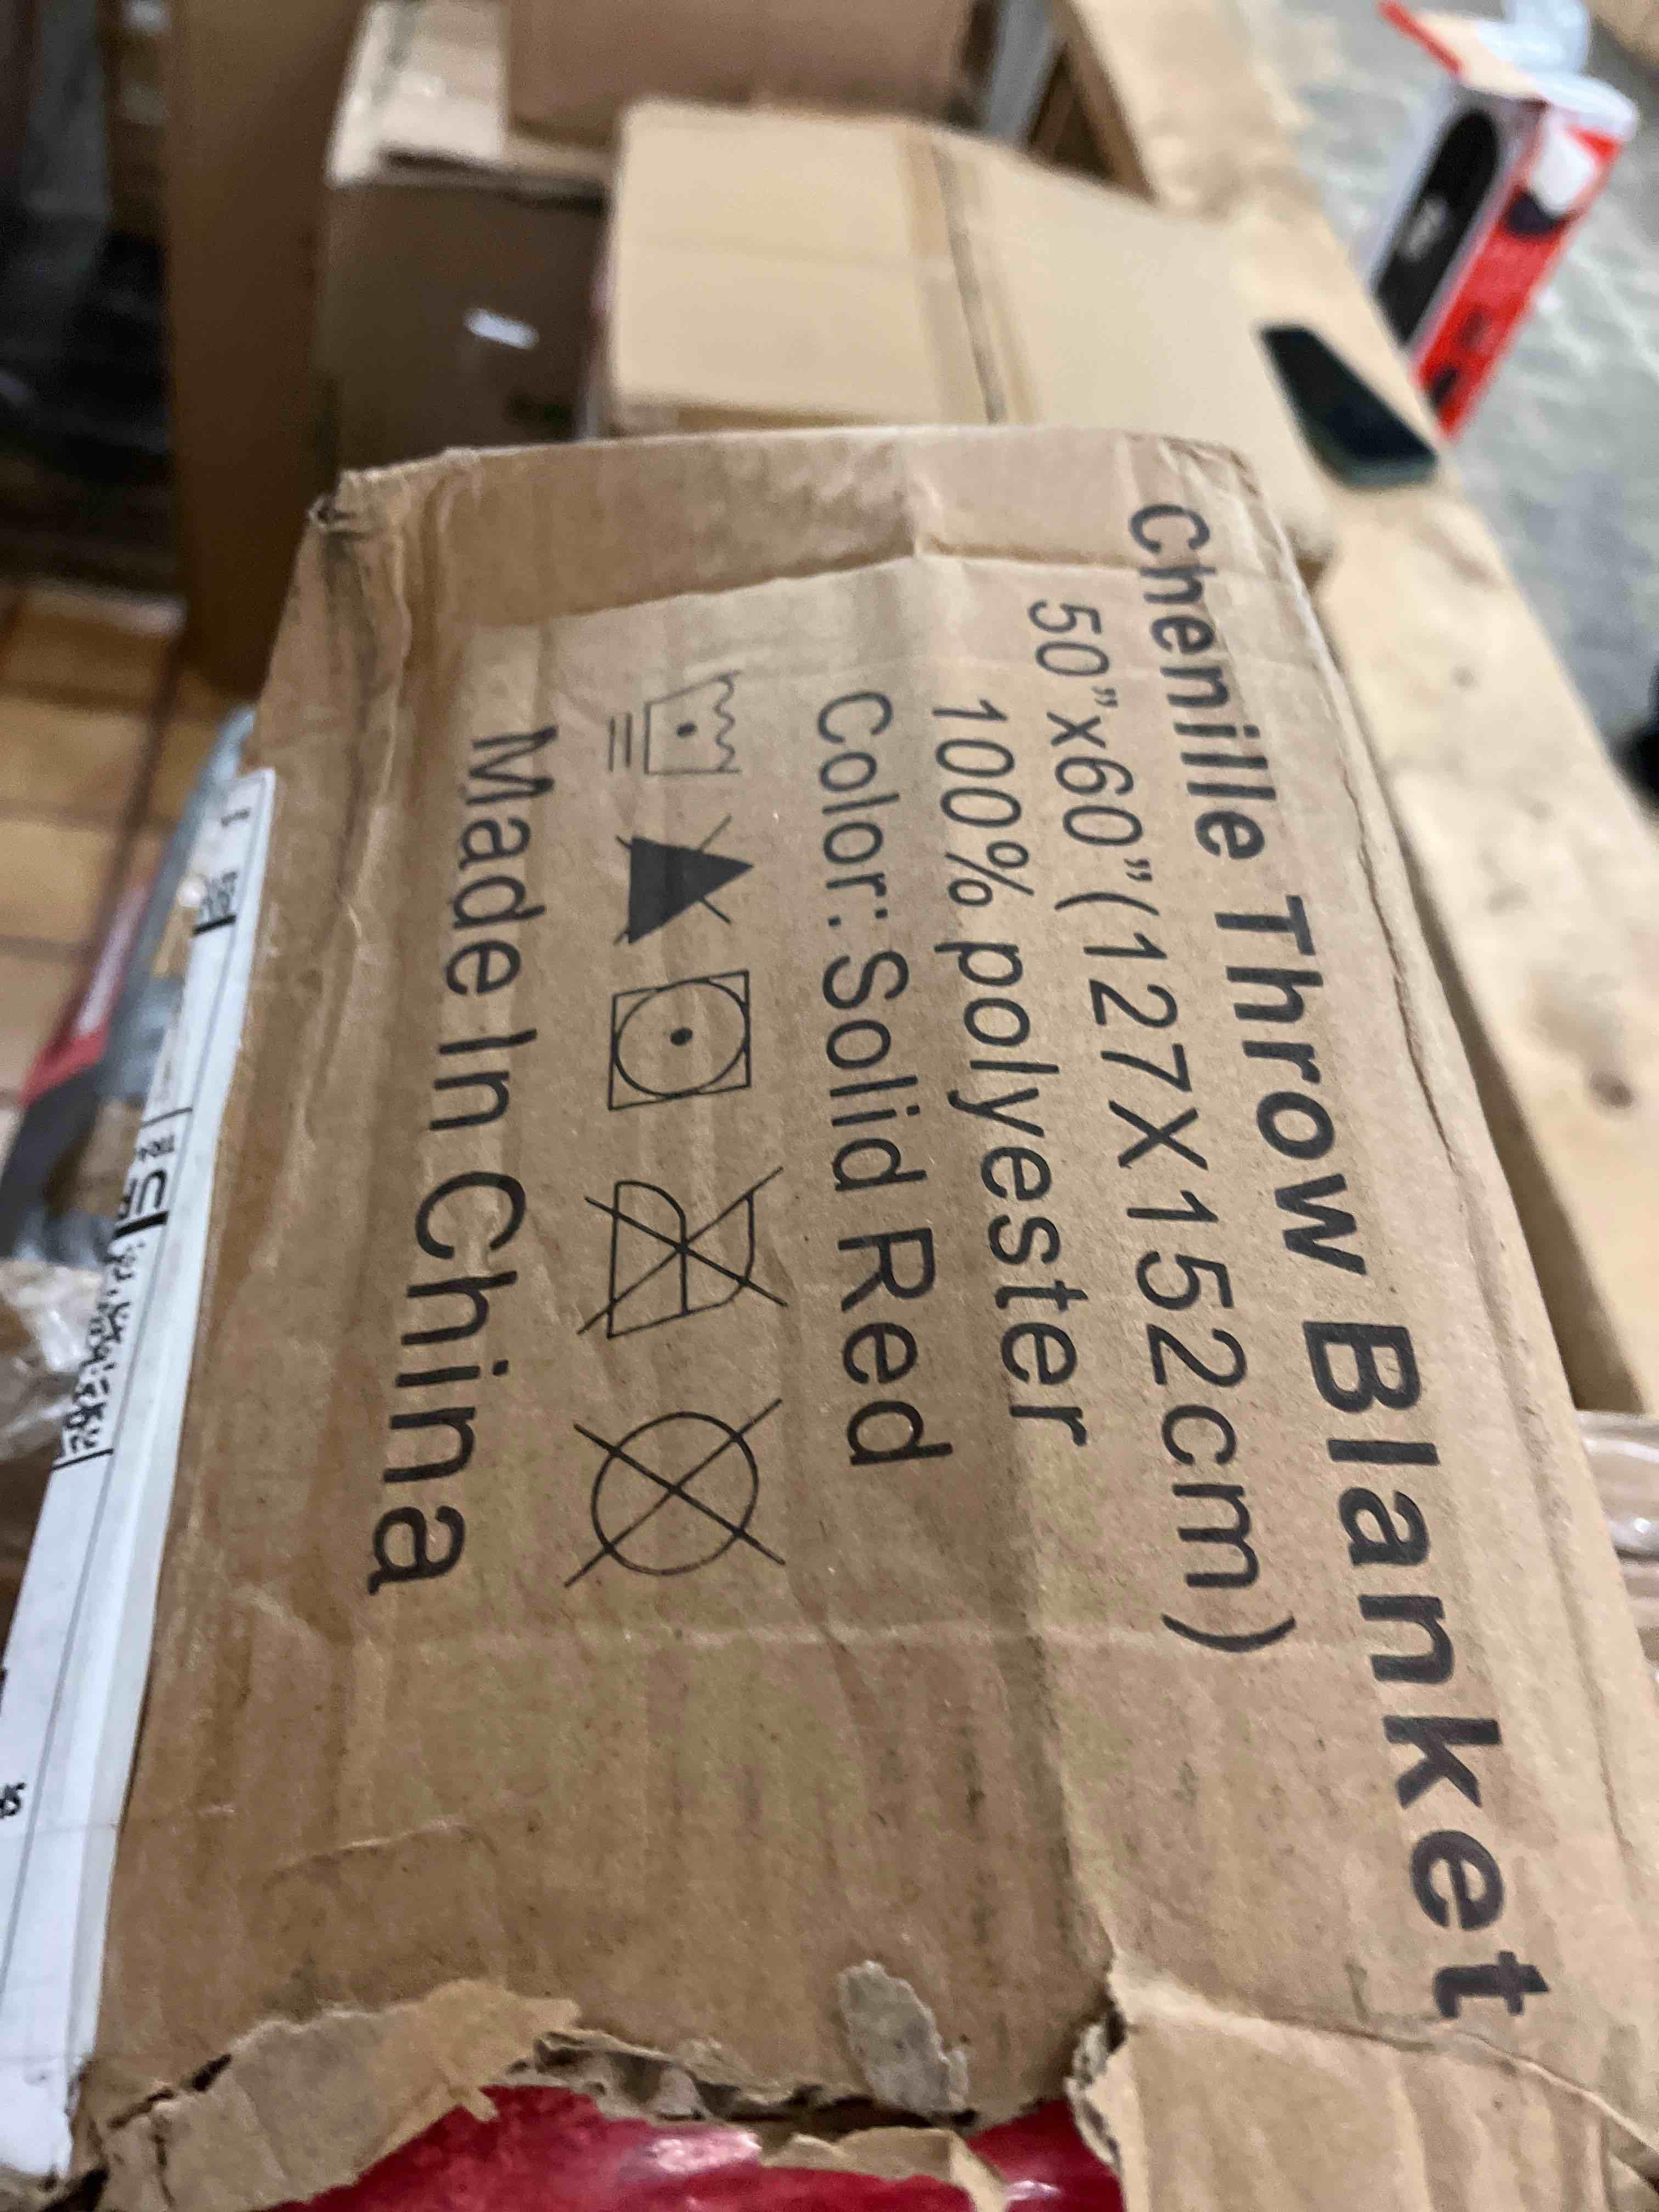 Chenille Throw Blanket
50"x60"(127X152cm)
100% polyester
Color: Solid Red
Made In China